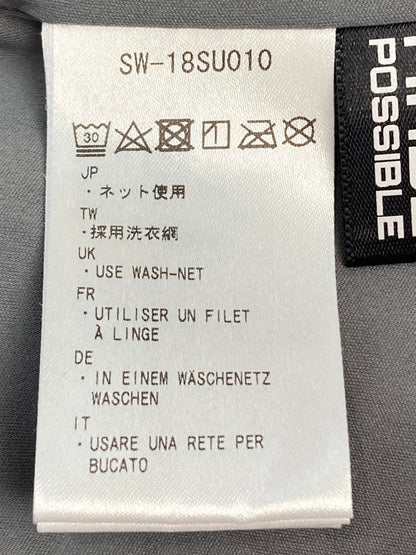 SW-18SU010
30
JP
・ネット使用
TW
・採用洗衣網
UK
・USE WASH-NET
FR
・UTILISER UN FILET
À LINGE
DE
・IN EINEM WÄSCHENETZ
WASCHEN
IT
・USARE UNA RETE PER
BUCATO
POSSIBLE